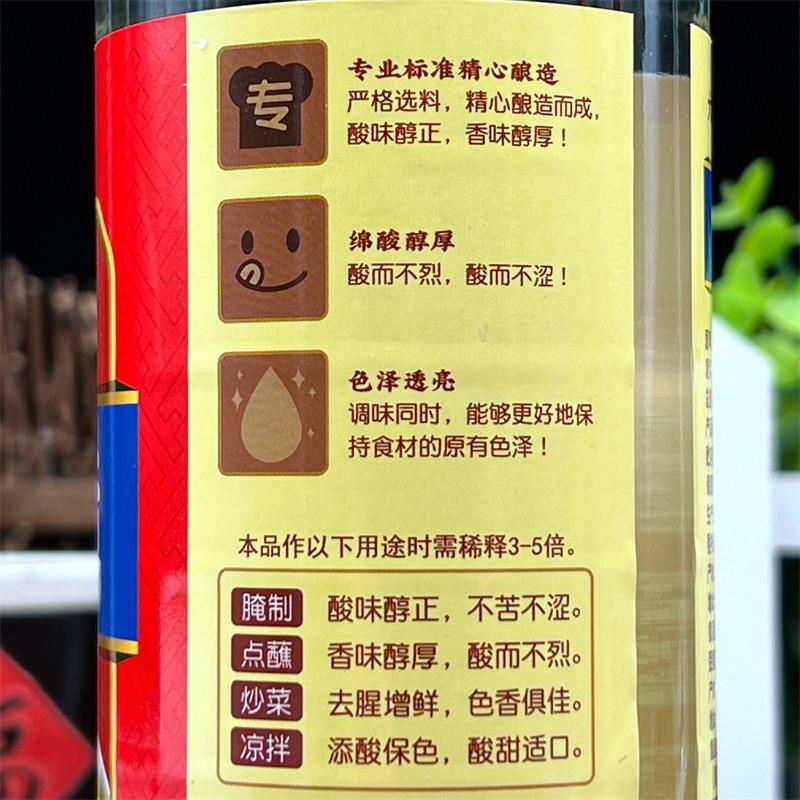 专
专业标准精心酿造
严格选料，精心酿造而成，
酸味醇正，香味醇厚！
绵酸醇厚
酸而不烈，酸而不涩！
色泽透亮
调味同时，能够更好地保
持食材的原有色泽！
本品作以下用途时需稀释3-5倍。
腌制 酸味醇正，不苦不涩。
点蘸 香味醇厚，酸而不烈。
炒菜 去腥增鲜，色香俱佳。
凉拌 添酸保色，酸甜适口。